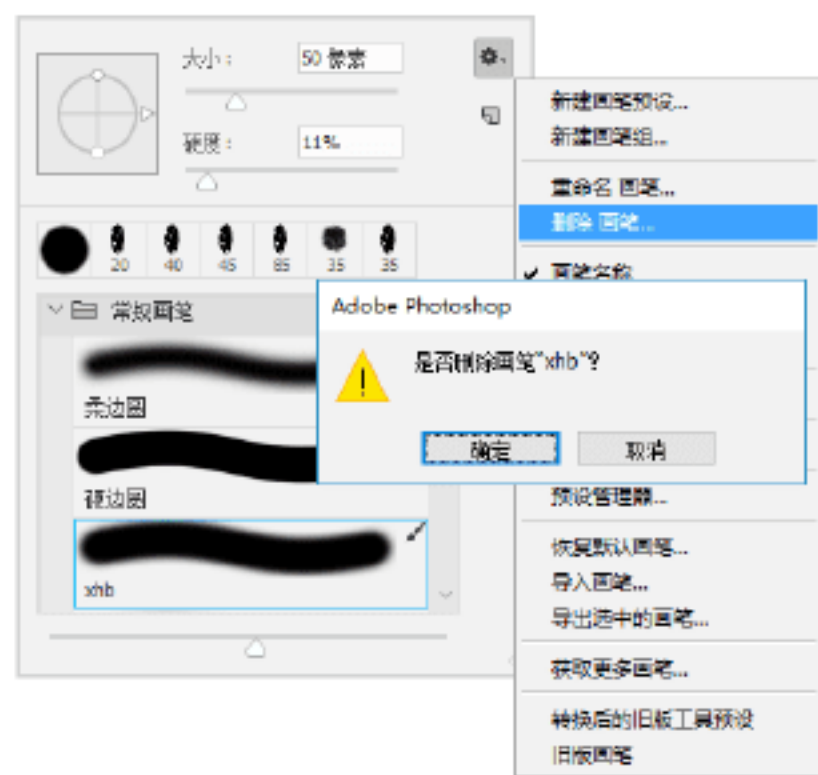 大小：
50 像素
硬度：
11%
20 40 45 85 35 35
常规画笔
柔边圆
硬边圆
xhb
新建画笔预设...
新建画笔组...
重命名 画笔...
删除 画笔...
画笔名称
Adobe Photoshop
是否删除画笔"xhb"?
确定
取消
预设管理器...
恢复默认画笔...
导入画笔...
导出选中的画笔...
获取更多画笔...
转换后的旧版工具预设
旧版画笔